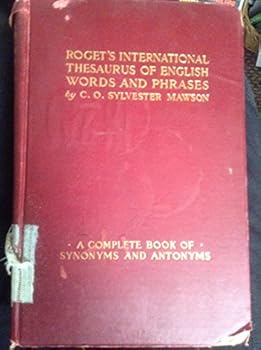 ROGET'S INTERNATIONAL
THESAURUS OF ENGLISH
WORDS AND PHRASES
by C. O. SYLVESTER MAWSON
· A COMPLETE BOOK OF ·
SYNONYMS AND ANTONYMS